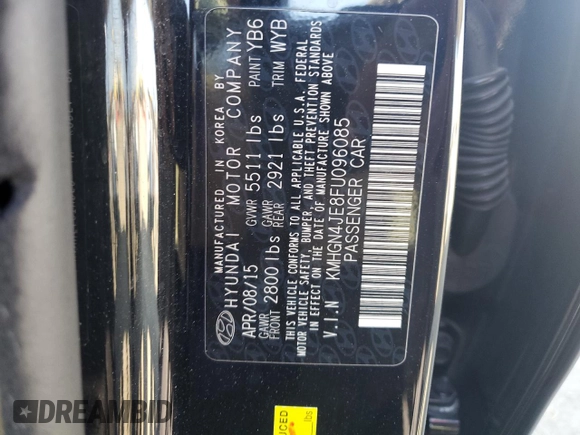 MANUFACTURED IN KOREA BY
HYUNDAI MOTOR COMPANY
APR/08/15 GVWR 5511 lbs PAINT YB6
GAWR FRONT 2800 lbs GAWR REAR 2921 lbs TRIM WYB
THIS VEHICLE CONFORMS TO ALL APPLICABLE U.S.A. FEDERAL
MOTOR VEHICLE SAFETY, BUMPER, AND THEFT PREVENTION STANDARDS
IN EFFECT ON THE DATE OF MANUFACTURE SHOWN ABOVE
V.I.N KMHGN4JE8FU096085
PASSENGER CAR
UCED
lbs
DREAMBID